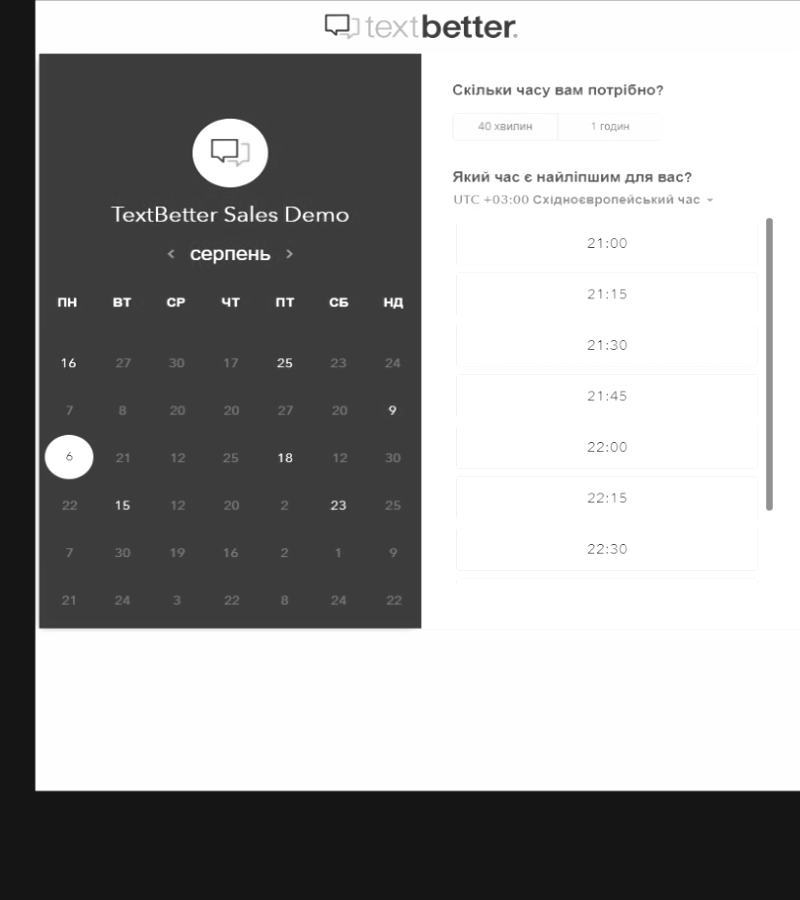 textbetter.
TextBetter Sales Demo
‹ серпень ›
ПН ВТ СР ЧТ ПТ СБ НД
16 27 30 17 25 23 24
7 8 20 20 27 20 9
6 21 12 25 18 12 30
22 15 12 20 2 23 25
7 30 19 16 2 1 9
21 24 3 22 8 24 22
Скільки часу вам потрібно?
40 хвилин 1 годин
Який час є найліпшим для вас?
UTC +03:00 Східноєвропейський час
21:00
21:15
21:30
21:45
22:00
22:15
22:30